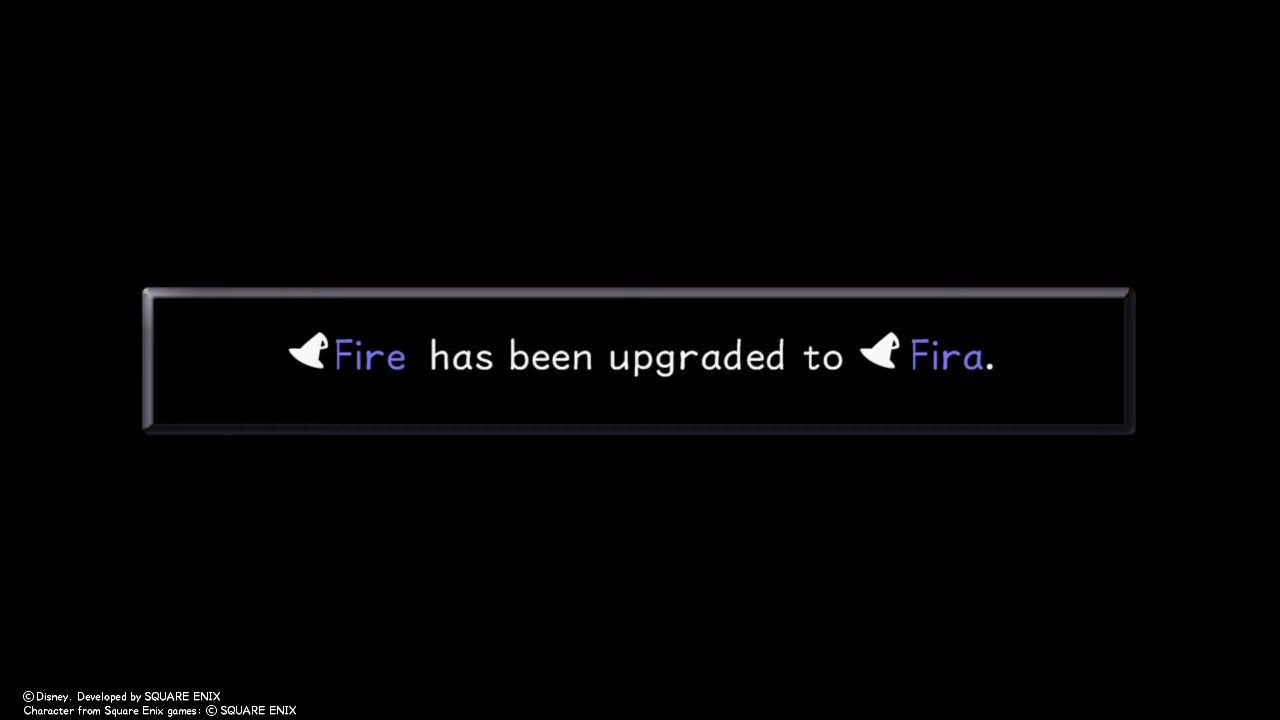 Fire has been upgraded to Fira.
©Disney. Developed by SQUARE ENIX
Character from Square Enix games: © SQUARE ENIX